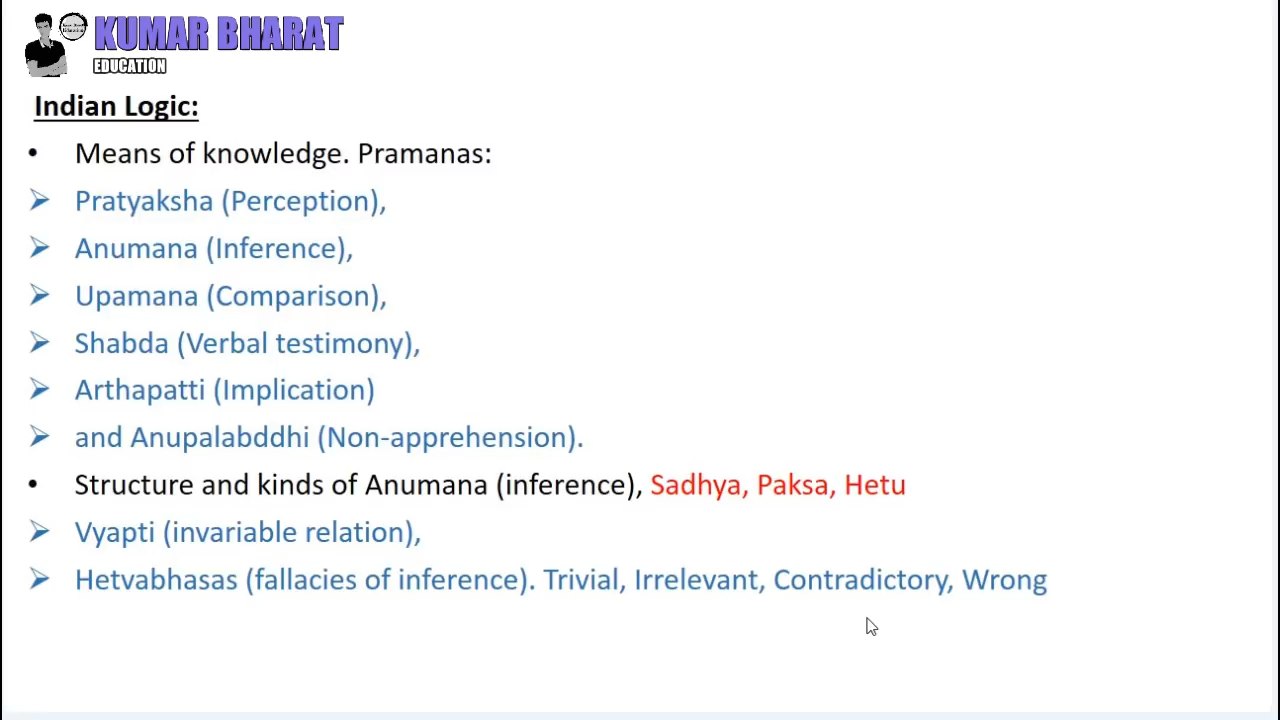 KUMAR BHARAT
EDUCATION
Indian Logic:
• Means of knowledge. Pramanas:
➢ Pratyaksha (Perception),
➢ Anumana (Inference),
➢ Upamana (Comparison),
➢ Shabda (Verbal testimony),
➢ Arthapatti (Implication)
➢ and Anupalabddhi (Non-apprehension).
• Structure and kinds of Anumana (inference), Sadhya, Paksa, Hetu
➢ Vyapti (invariable relation),
➢ Hetvabhasas (fallacies of inference). Trivial, Irrelevant, Contradictory, Wrong